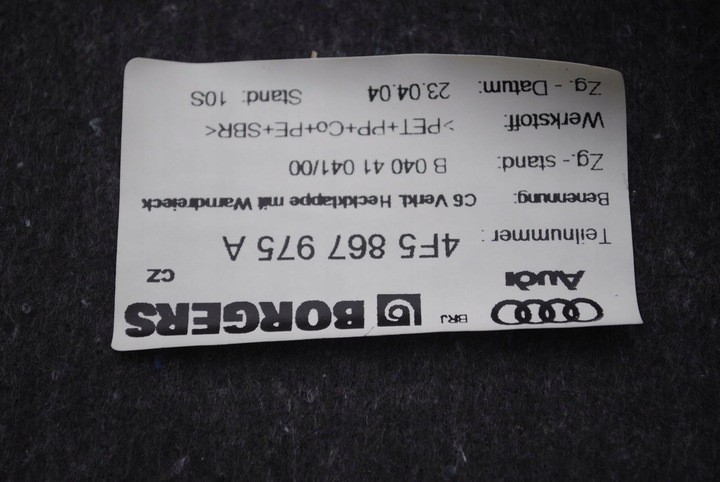 BRJ BORGERS
Audi CZ
Teilnummer: 4F5 867 975 A
Benennung: C6 Verkl. Heckklappe mit Warndreieck
Zg.-stand: B 040 41 041/00
Werkstoff: >PET+PP+Co+PE+SBR<
Zg. - Datum: 23.04.04 Stand: 10S